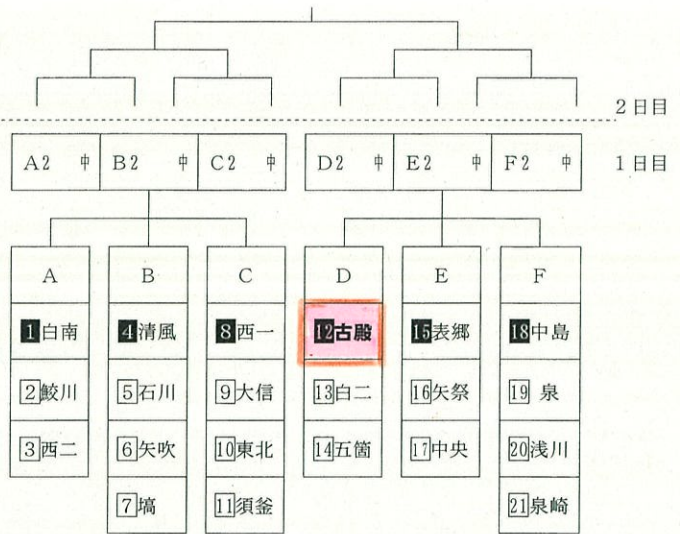 2日目
A2 中 B2 中 C2 中 D2 中 E2 中 F2 中 1日目
A B C D E F
1白南 4清風 8西一 12古殿 15表郷 18中島
2鮫川 5石川 9大信 13白二 16矢祭 19泉
3西二 6矢吹 10東北 14五箇 17中央 20浅川
7塙 11須釜 21泉崎